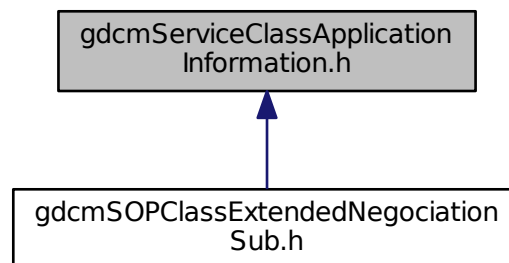 gdcmServiceClassApplication
Information.h
gdcmSOPClassExtendedNegociation
Sub.h